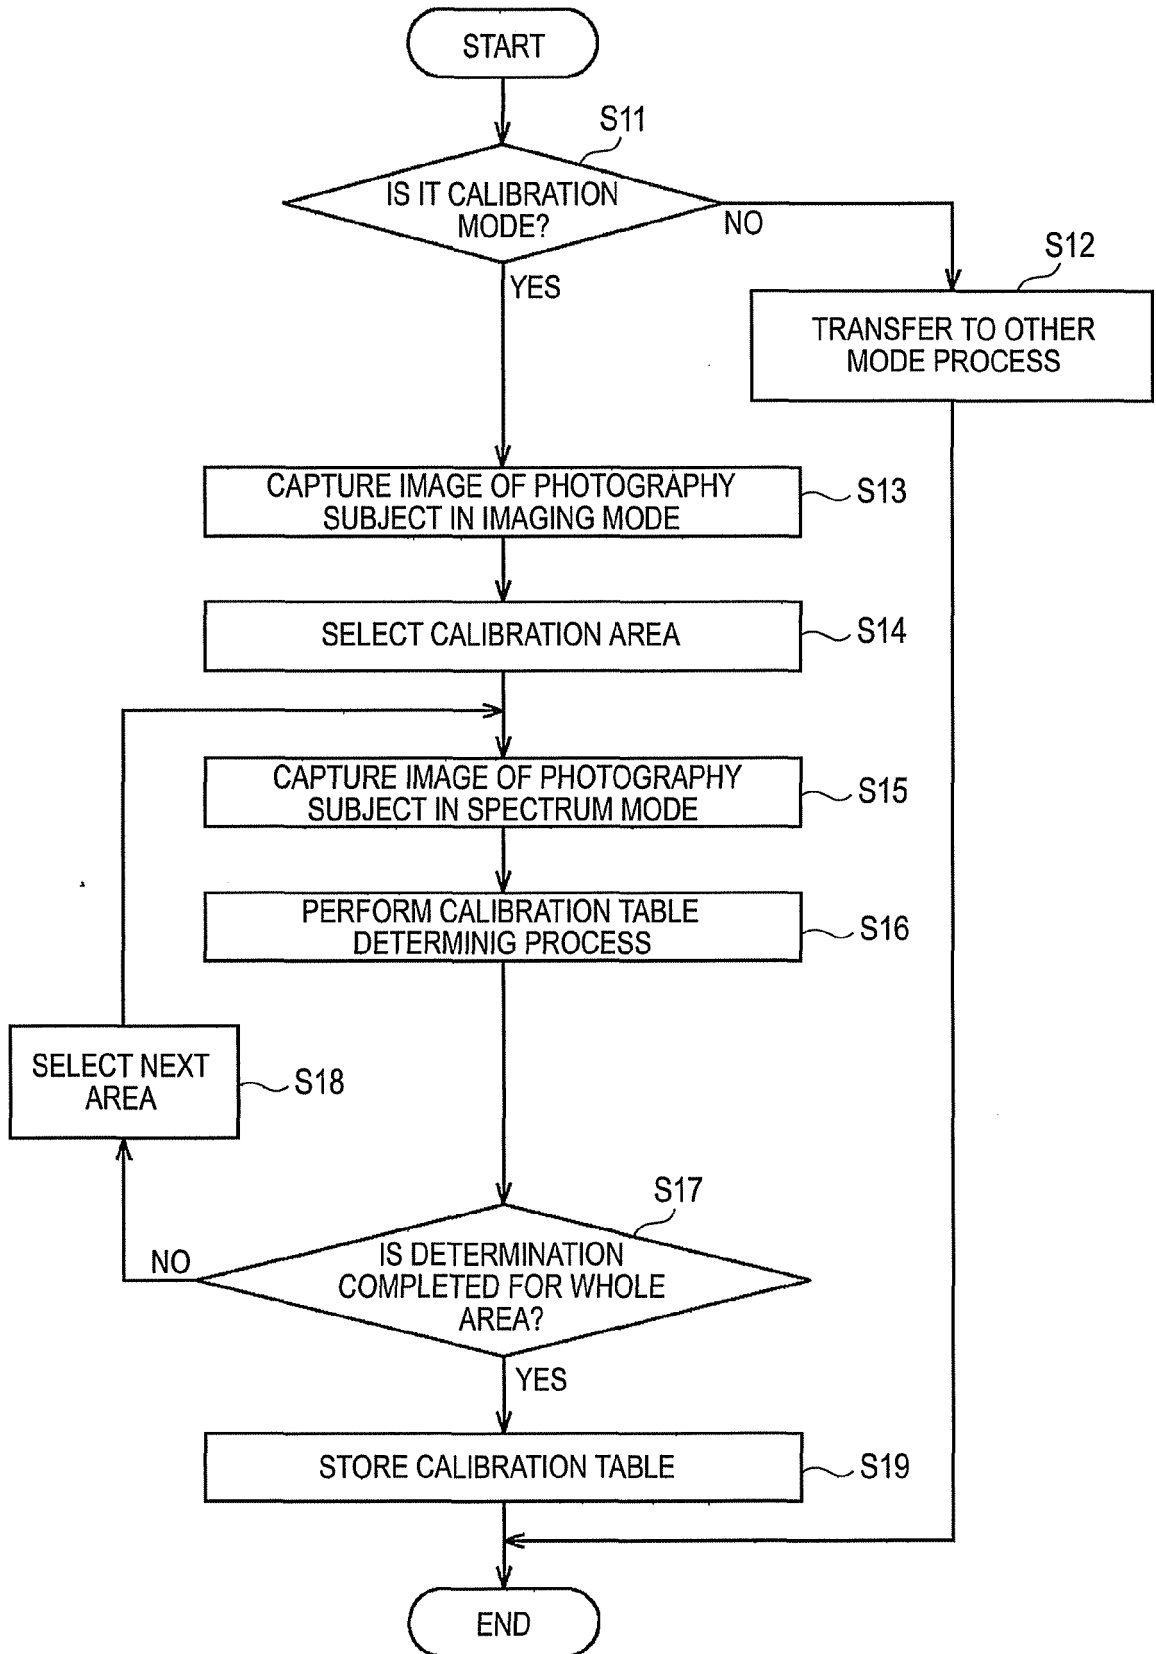 START
S11
IS IT CALIBRATION
MODE?
NO
YES
S12
TRANSFER TO OTHER
MODE PROCESS
CAPTURE IMAGE OF PHOTOGRAPHY
SUBJECT IN IMAGING MODE
S13
SELECT CALIBRATION AREA
S14
CAPTURE IMAGE OF PHOTOGRAPHY
SUBJECT IN SPECTRUM MODE
S15
PERFORM CALIBRATION TABLE
DETERMINIG PROCESS
S16
SELECT NEXT
AREA
S18
S17
IS DETERMINATION
COMPLETED FOR WHOLE
AREA?
NO
YES
STORE CALIBRATION TABLE
S19
END